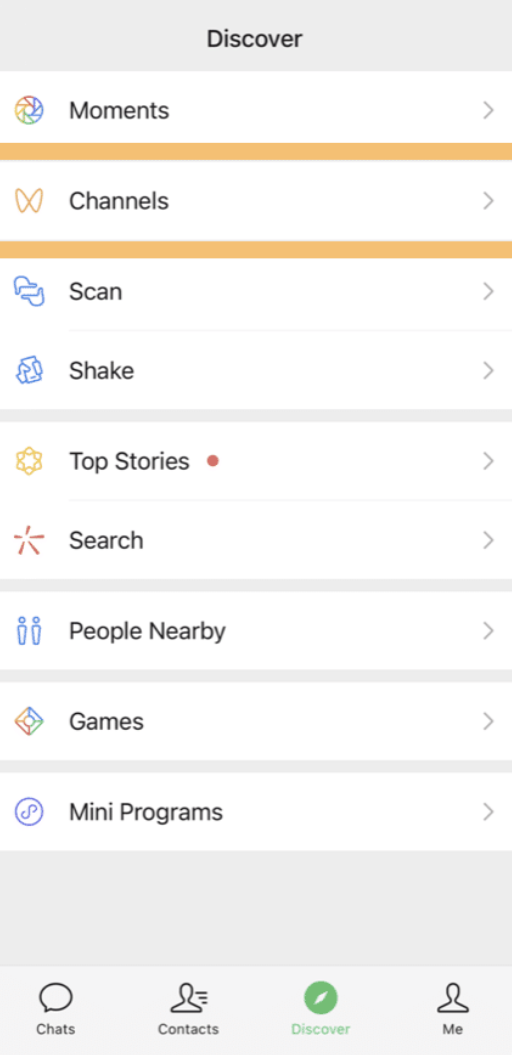 Discover
Moments
Channels
Scan
Shake
Top Stories
Search
People Nearby
Games
Mini Programs
Chats
Contacts
Discover
Me